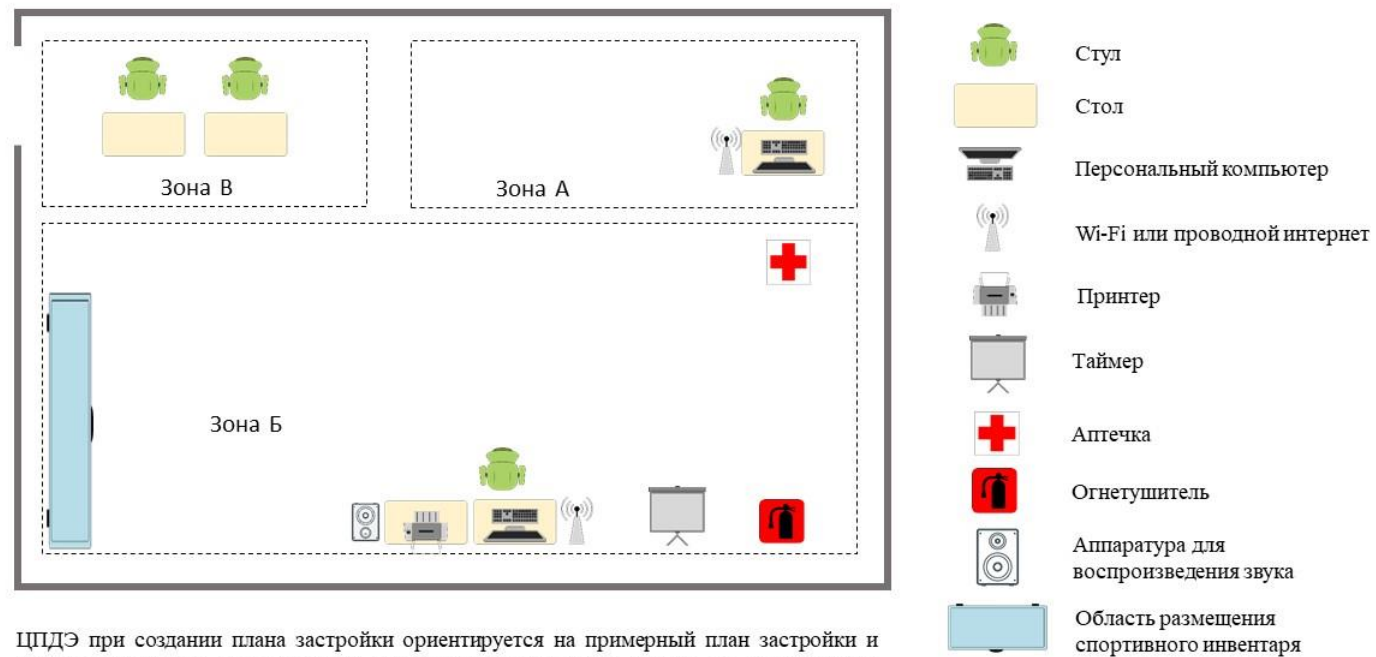 Зона В
Зона А
Зона Б
ЦПДЭ при создании плана застройки ориентируется на примерный план застройки и
Стул
Стол
Персональный компьютер
Wi-Fi или проводной интернет
Принтер
Таймер
Аптечка
Огнетушитель
Аппаратура для
воспроизведения звука
Область размещения
спортивного инвентаря